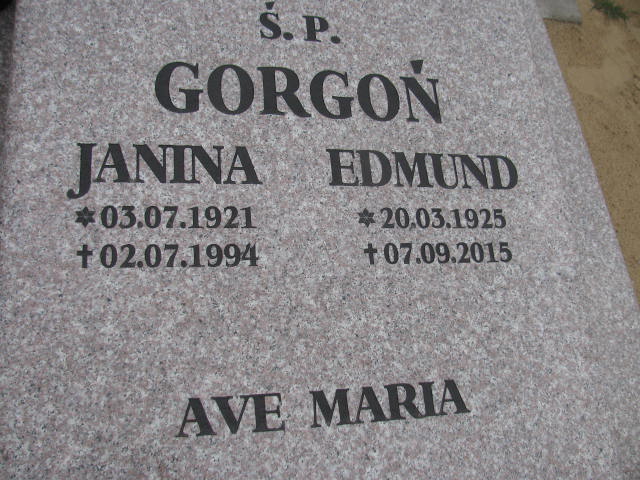 Ś. P.
GORGOŃ
JANINA EDMUND
* 03.07.1921 * 20.03.1925
† 02.07.1994 † 07.09.2015
AVE MARIA